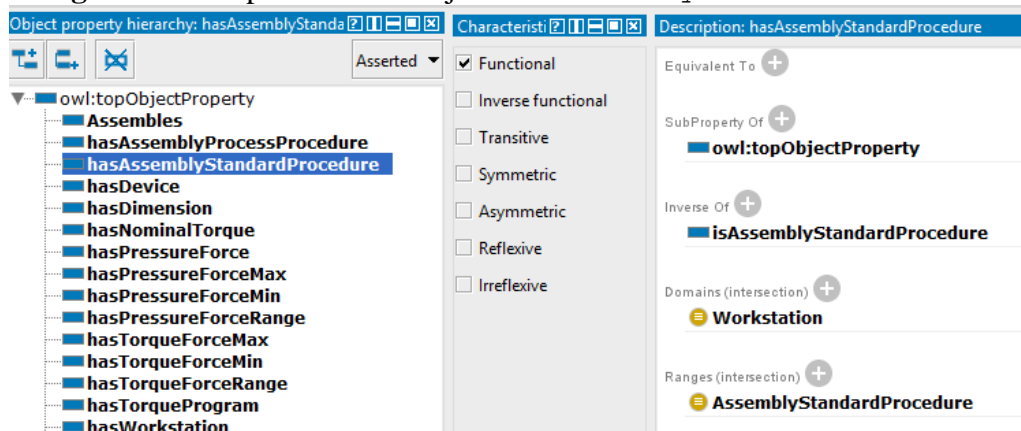 Object property hierarchy: hasAssemblyStanda
Asserted
owl:topObjectProperty
Assembles
hasAssemblyProcessProcedure
hasAssemblyStandardProcedure
hasDevice
hasDimension
hasNominalTorque
hasPressureForce
hasPressureForceMax
hasPressureForceMin
hasPressureForceRange
hasTorqueForceMax
hasTorqueForceMin
hasTorqueForceRange
hasTorqueProgram
hasWorkstation
Characteristi
Functional
Inverse functional
Transitive
Symmetric
Asymmetric
Reflexive
Irreflexive
Description: hasAssemblyStandardProcedure
Equivalent To
SubProperty Of
owl:topObjectProperty
Inverse Of
isAssemblyStandardProcedure
Domains (intersection)
Workstation
Ranges (intersection)
AssemblyStandardProcedure